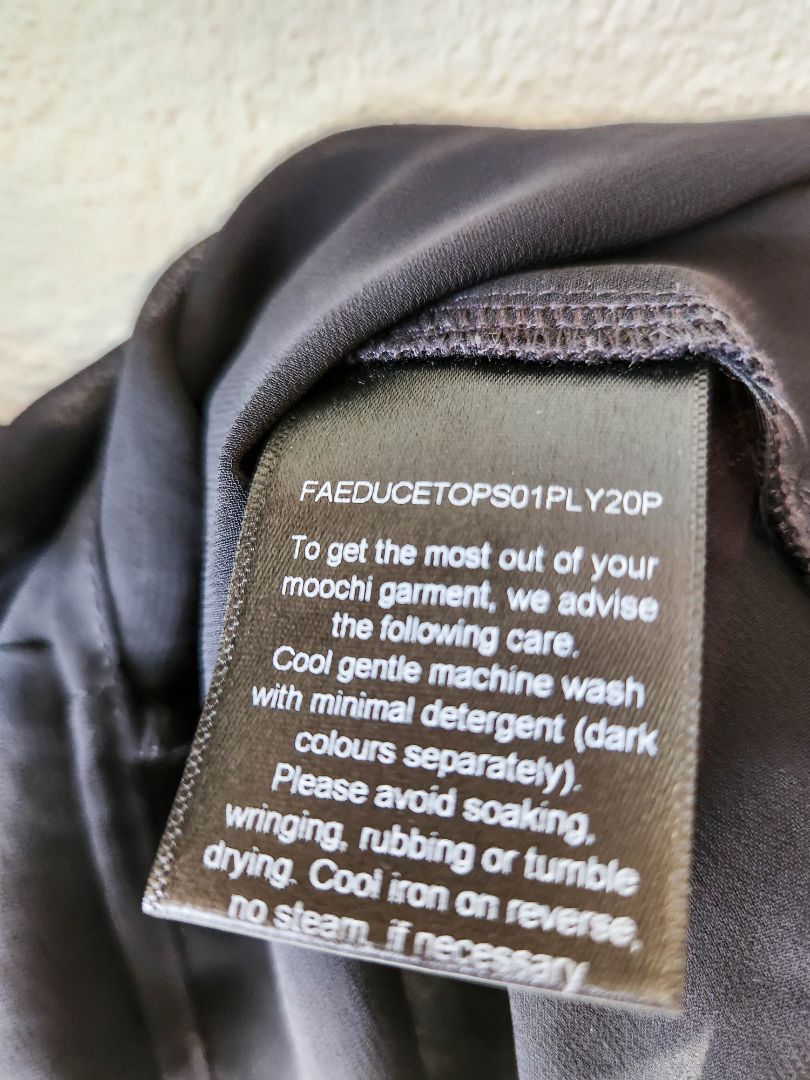 FAEDUCETOPS01PLY20P
To get the most out of your
moochi garment, we advise
the following care.
Cool gentle machine wash
with minimal detergent (dark
colours separately).
Please avoid soaking,
wringing, rubbing or tumble
drying. Cool iron on reverse,
no steam, if necessary